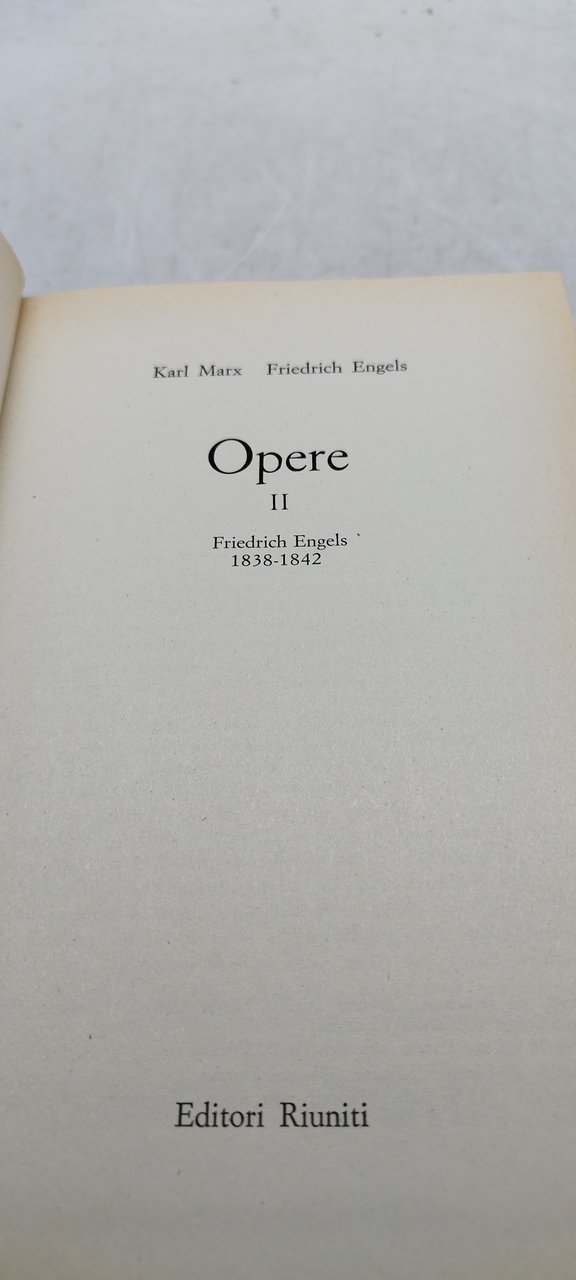 Karl Marx Friedrich Engels
Opere
II
Friedrich Engels
1838-1842
Editori Riuniti